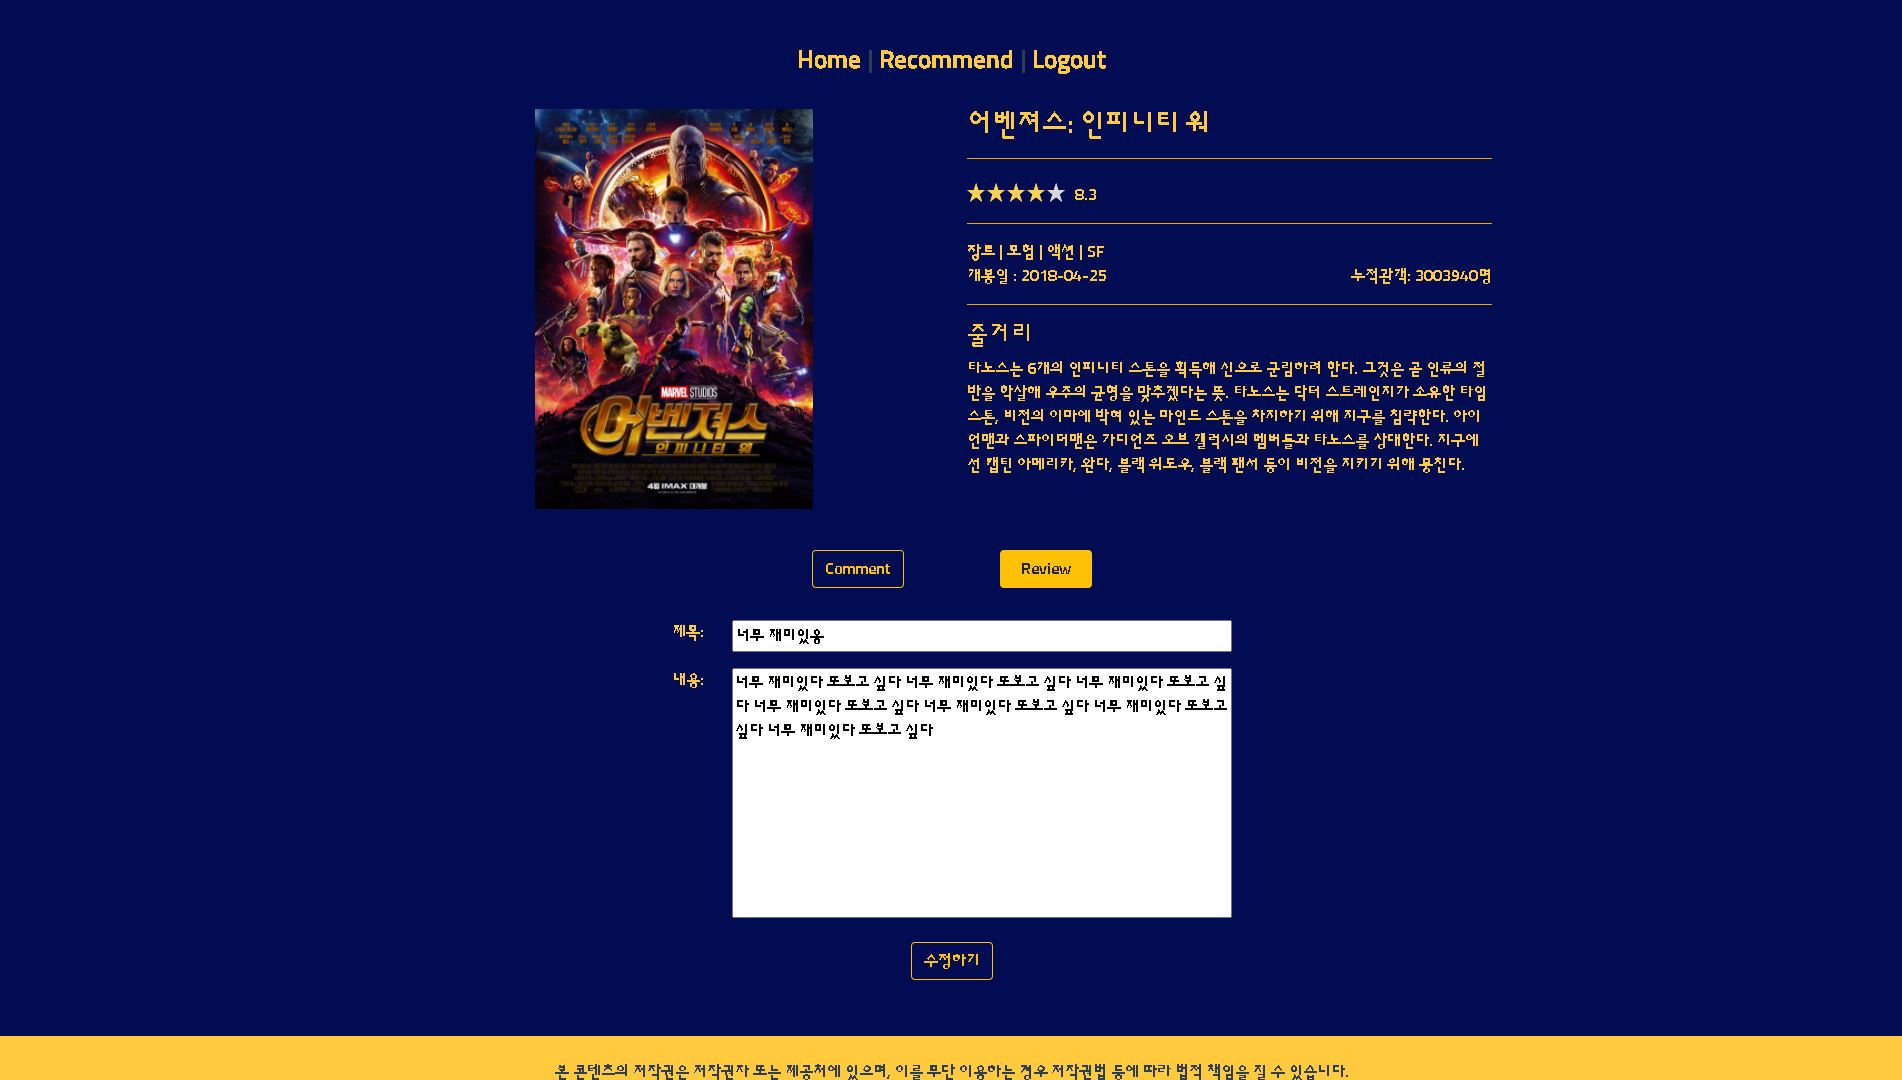 Home | Recommend | Logout
어벤져스: 인피니티 워
8.3
장르 | 모험 | 액션 | SF
개봉일 : 2018-04-25
누적관객: 3003940명
줄거리
타노스는 6개의 인피니티 스톤을 획득해 신으로 군림하려 한다. 그것은 곧 인류의 절
반을 학살해 우주의 균형을 맞추겠다는 뜻. 타노스는 닥터 스트레인지가 소유한 타임
스톤, 비전의 이마에 박혀 있는 마인드 스톤을 차지하기 위해 지구를 침략한다. 아이
언맨과 스파이더맨은 가디언즈 오브 갤럭시의 멤버들과 타노스를 상대한다. 지구에
선 캡틴 아메리카, 완다, 블랙 위도우, 블랙 팬서 등이 비전을 지키기 위해 뭉친다.
MARVEL STUDIOS
어벤져스
인피니티 워
4월 IMAX 대개봉
Comment
Review
제목:
너무 재미있옹
내용:
너무 재미있다 또보고 싶다 너무 재미있다 또보고 싶다 너무 재미있다 또보고 싶
다 너무 재미있다 또보고 싶다 너무 재미있다 또보고 싶다 너무 재미있다 또보고
싶다 너무 재미있다 또보고 싶다
수정하기
본 콘텐츠의 저작권은 저작권자 또는 제공처에 있으며, 이를 무단 이용하는 경우 저작권법 등에 따라 법적 책임을 질 수 있습니다.